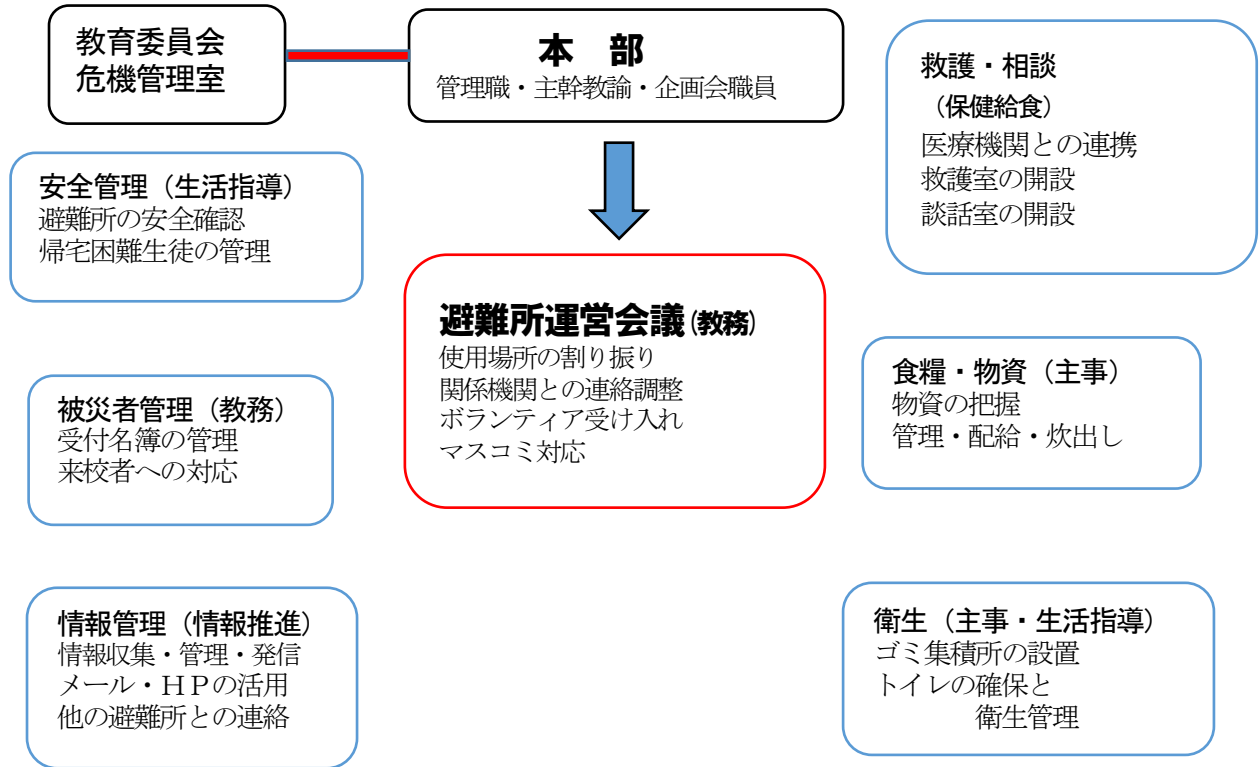 教育委員会
危機管理室
本　部
管理職・主幹教諭・企画会職員
救護・相談
（保健給食）
医療機関との連携
救護室の開設
談話室の開設
安全管理（生活指導）
避難所の安全確認
帰宅困難生徒の管理
避難所運営会議(教務)
使用場所の割り振り
関係機関との連絡調整
ボランティア受け入れ
マスコミ対応
食糧・物資（主事）
物資の把握
管理・配給・炊出し
被災者管理（教務）
受付名簿の管理
来校者への対応
情報管理（情報推進）
情報収集・管理・発信
メール・ＨＰの活用
他の避難所との連絡
衛生（主事・生活指導）
ゴミ集積所の設置
トイレの確保と
衛生管理